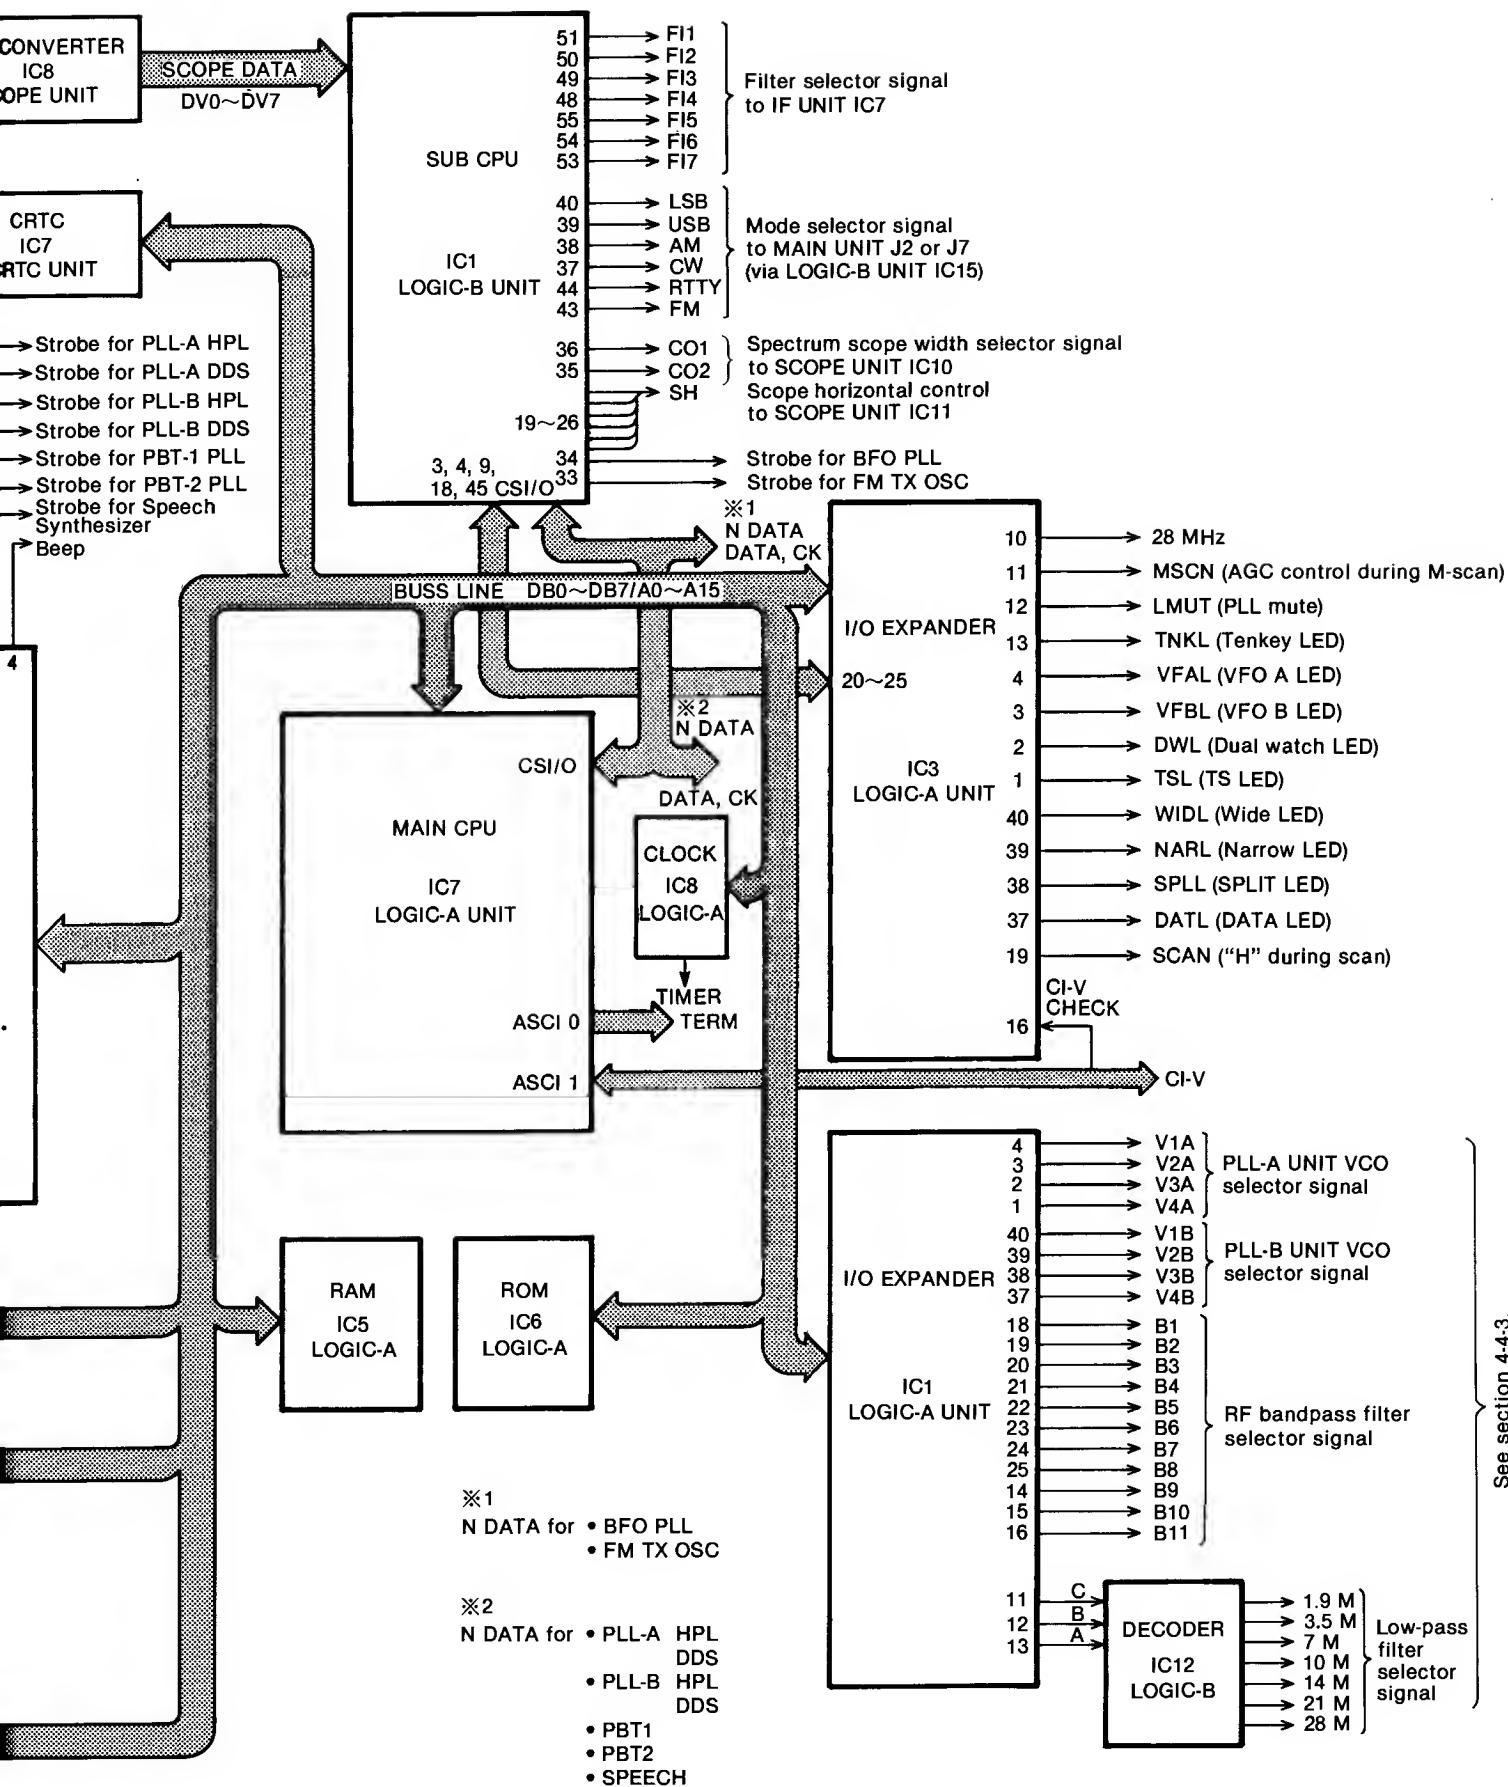 CONVERTER
IC8
OPE UNIT
SCOPE DATA
DV0~DV7
CRTC
IC7
RTC UNIT
Strobe for PLL-A HPL
Strobe for PLL-A DDS
Strobe for PLL-B HPL
Strobe for PLL-B DDS
Strobe for PBT-1 PLL
Strobe for PBT-2 PLL
Strobe for Speech
Synthesizer
Beep
4
SUB CPU
IC1
LOGIC-B UNIT
51 FI1
50 FI2
49 FI3
48 FI4
55 FI5
54 FI6
53 FI7
Filter selector signal
to IF UNIT IC7
40 LSB
39 USB
38 AM
37 CW
44 RTTY
43 FM
Mode selector signal
to MAIN UNIT J2 or J7
(via LOGIC-B UNIT IC15)
36 CO1
35 CO2
Spectrum scope width selector signal
to SCOPE UNIT IC10
SH
19~26
Scope horizontal control
to SCOPE UNIT IC11
34 Strobe for BFO PLL
33 Strobe for FM TX OSC
3, 4, 9,
18, 45 CSI/O
※1
N DATA
DATA, CK
BUSS LINE DB0~DB7/A0~A15
※2
N DATA
DATA, CK
CSI/O
MAIN CPU
IC7
LOGIC-A UNIT
ASCI 0
ASCI 1
CLOCK
IC8
LOGIC-A
TIMER
TERM
I/O EXPANDER
20~25
IC3
LOGIC-A UNIT
10 28 MHz
11 MSCN (AGC control during M-scan)
12 LMUT (PLL mute)
13 TNKL (Tenkey LED)
4 VFAL (VFO A LED)
3 VFBL (VFO B LED)
2 DWL (Dual watch LED)
1 TSL (TS LED)
40 WIDL (Wide LED)
39 NARL (Narrow LED)
38 SPLL (SPLIT LED)
37 DATL (DATA LED)
19 SCAN ("H" during scan)
CI-V
CHECK
16
CI-V
RAM
IC5
LOGIC-A
ROM
IC6
LOGIC-A
I/O EXPANDER
IC1
LOGIC-A UNIT
4 V1A
3 V2A
2 V3A
1 V4A
PLL-A UNIT VCO
selector signal
40 V1B
39 V2B
38 V3B
37 V4B
PLL-B UNIT VCO
selector signal
18 B1
19 B2
20 B3
21 B4
22 B5
23 B6
24 B7
25 B8
14 B9
15 B10
16 B11
RF bandpass filter
selector signal
11 C
12 B
13 A
DECODER
IC12
LOGIC-B
1.9 M
3.5 M
7 M
10 M
14 M
21 M
28 M
Low-pass
filter
selector
signal
See section 4-4-3.
※1
N DATA for • BFO PLL
• FM TX OSC
※2
N DATA for • PLL-A HPL
DDS
• PLL-B HPL
DDS
• PBT1
• PBT2
• SPEECH